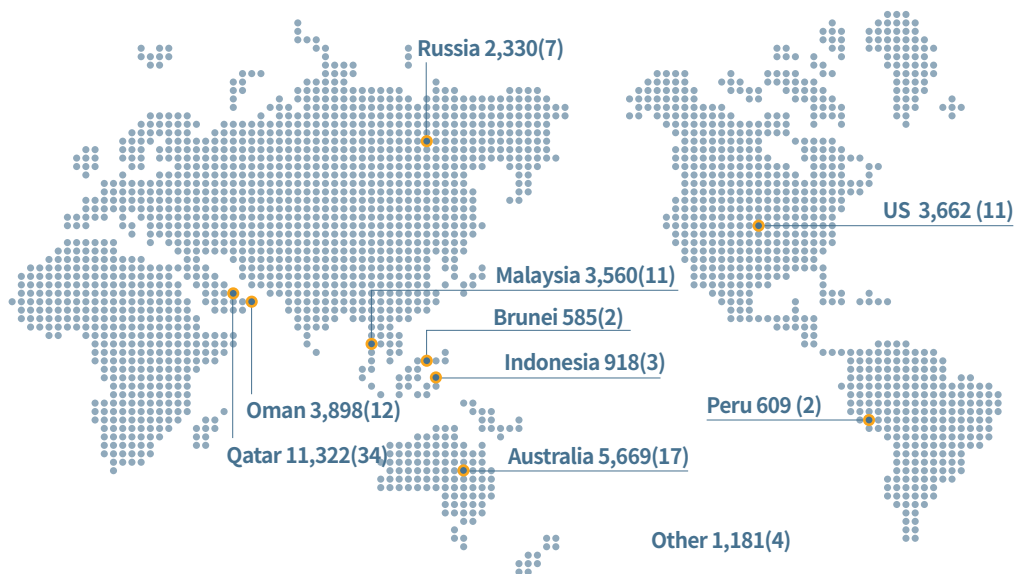 Russia 2,330(7)
US 3,662 (11)
Malaysia 3,560(11)
Brunei 585(2)
Indonesia 918(3)
Oman 3,898(12)
Peru 609 (2)
Qatar 11,322(34)
Australia 5,669(17)
Other 1,181(4)